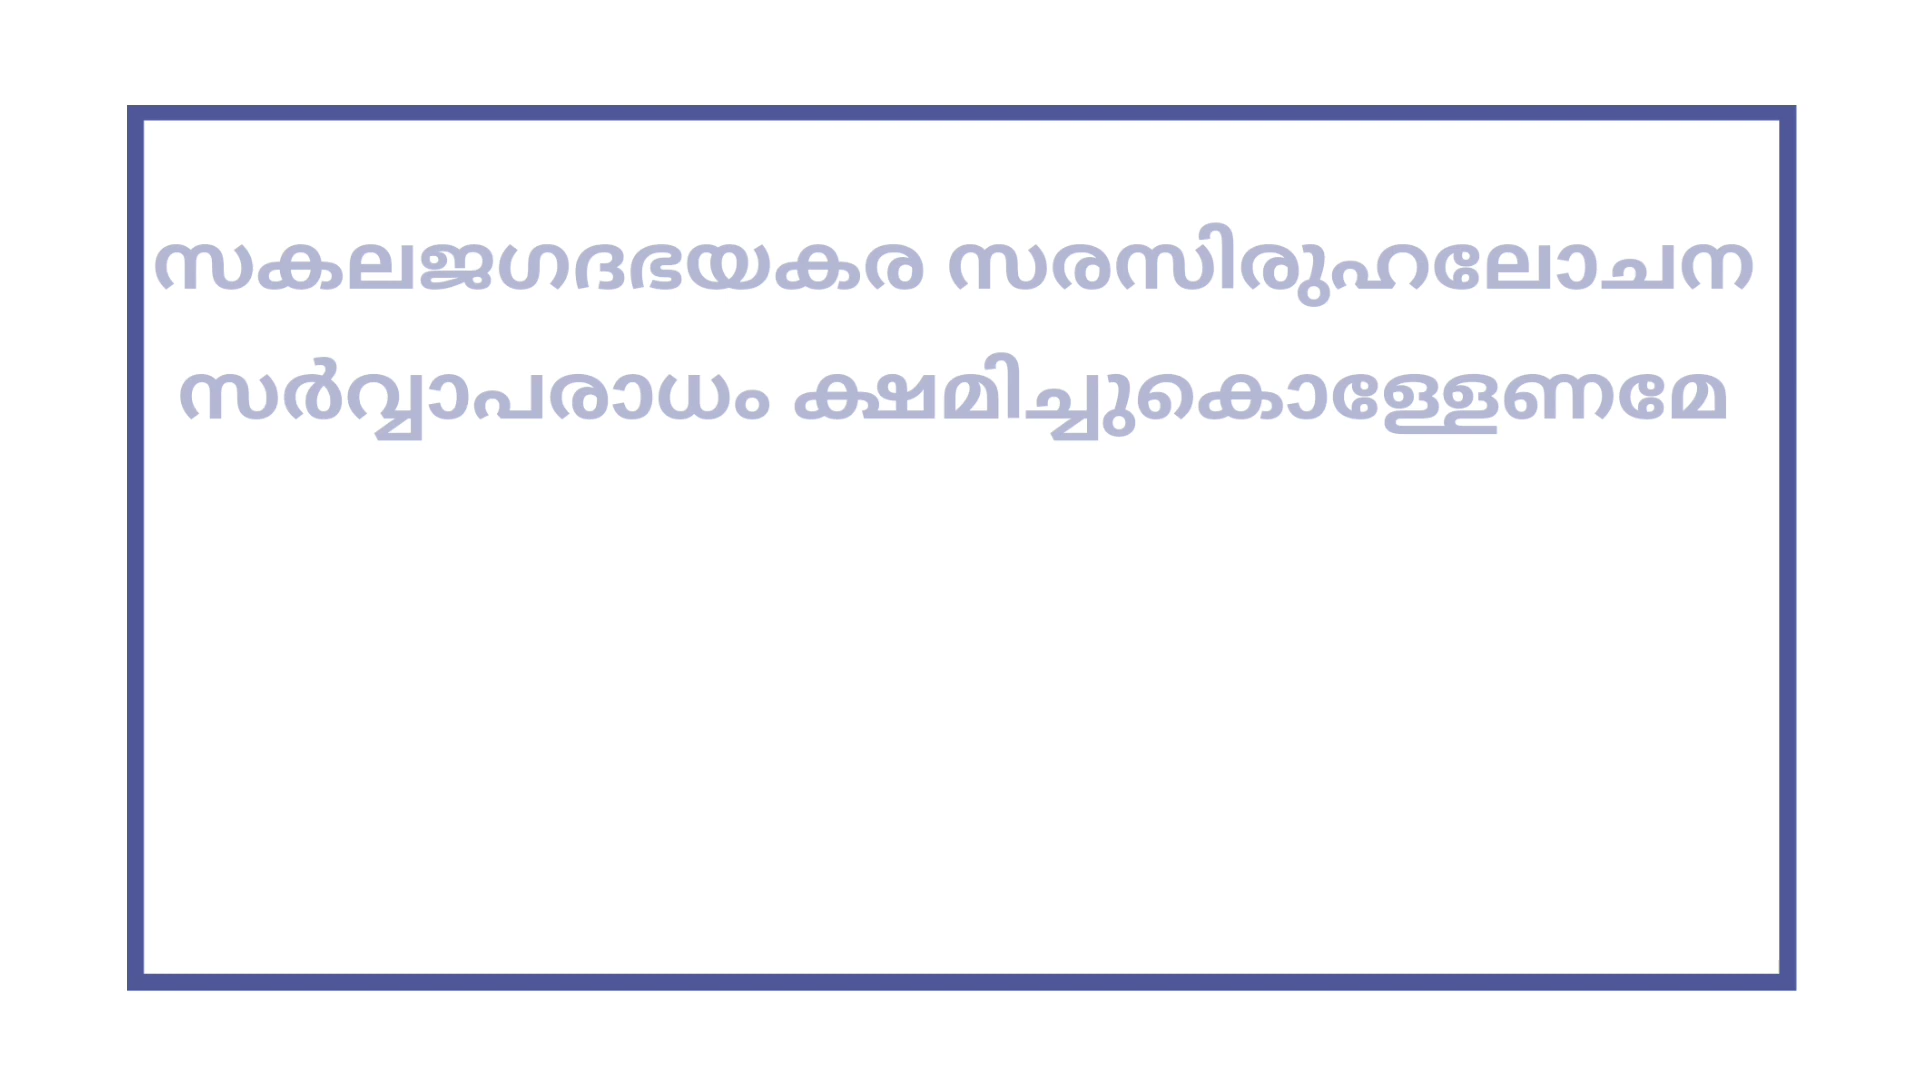 സകലജഗദഭയകര സരസിരുഹലോചന
സർവ്വാപരാധം ക്ഷമിച്ചുകൊള്ളേണമേ